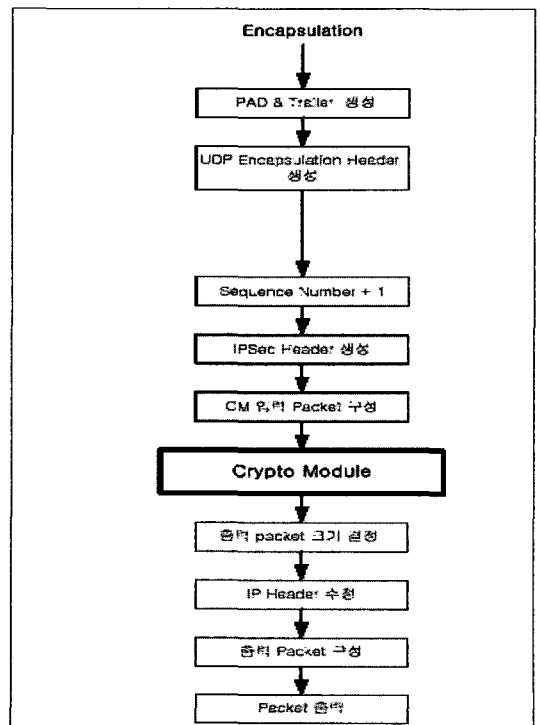 Encapsulation
PAD & Trailer 생성
UDP Encapsulation Header
생성
Sequence Number + 1
IPSec Header 생성
CM 입력 Packet 구성
Crypto Module
출력 packet 크기 결정
IP Header 수정
출력 Packet 구성
Packet 출력